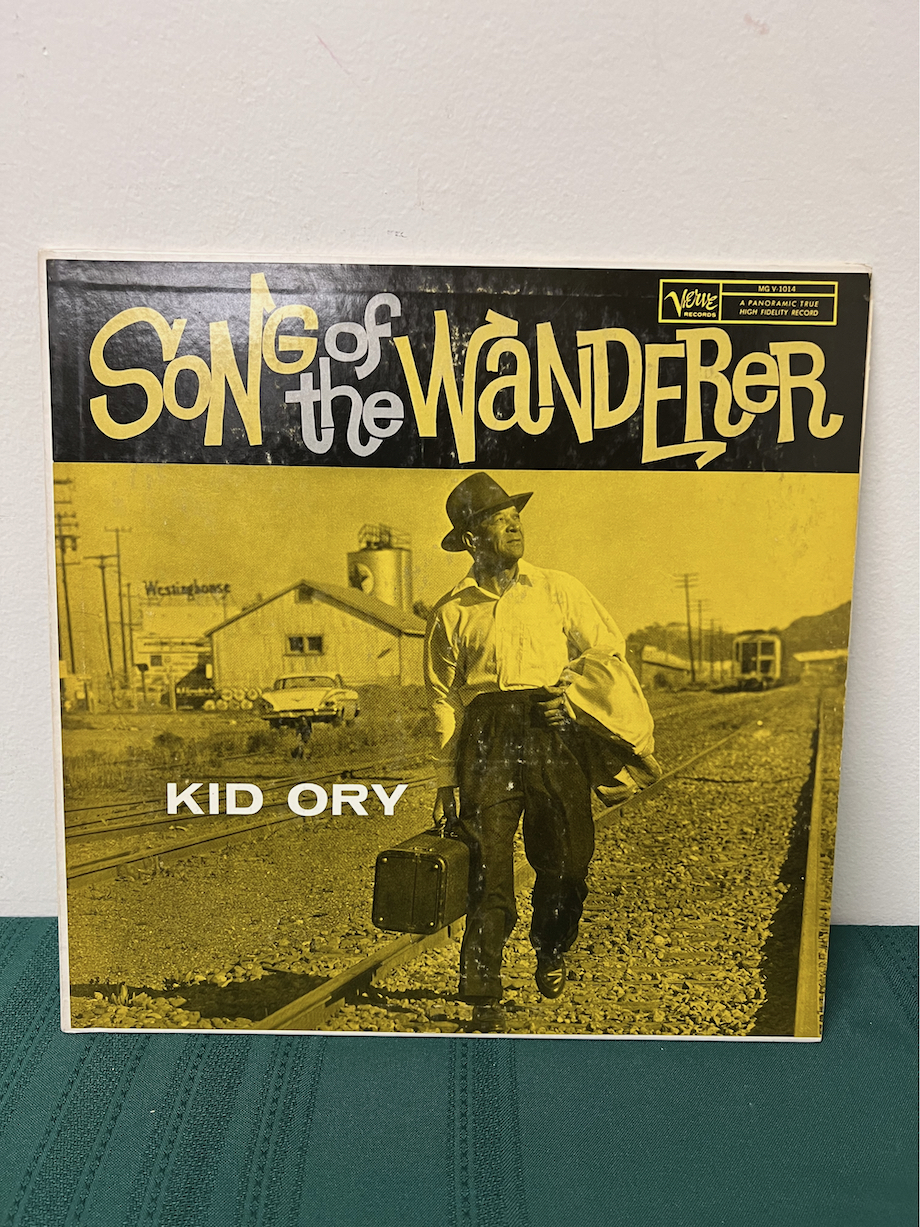 SONG of the WANDERER
Verve RECORDS
MG V-1014
A PANORAMIC TRUE
HIGH FIDELITY RECORD
Westinghouse
KID ORY